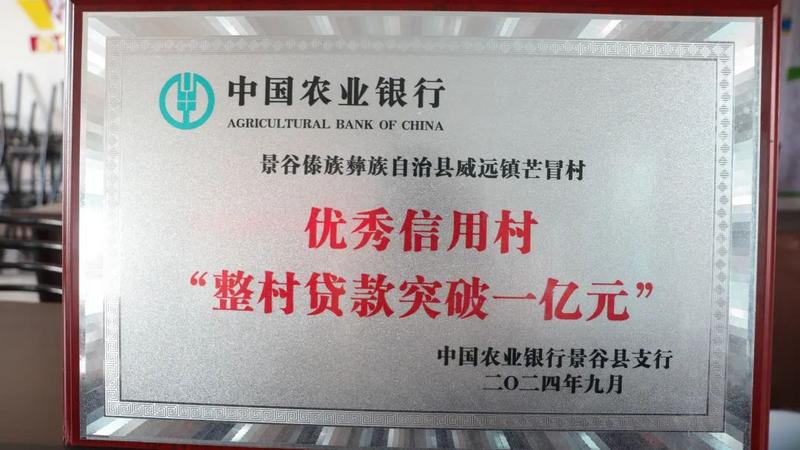 中国农业银行
AGRICULTURAL BANK OF CHINA
景谷傣族彝族自治县威远镇芒冒村
优秀信用村
“整村贷款突破一亿元”
中国农业银行景谷县支行
二〇二四年九月